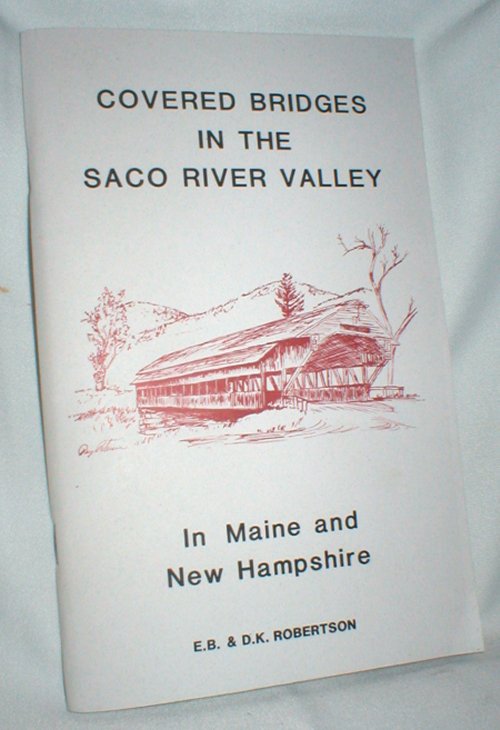 COVERED BRIDGES
IN THE
SACO RIVER VALLEY
In Maine and
New Hampshire
E.B. & D.K. ROBERTSON